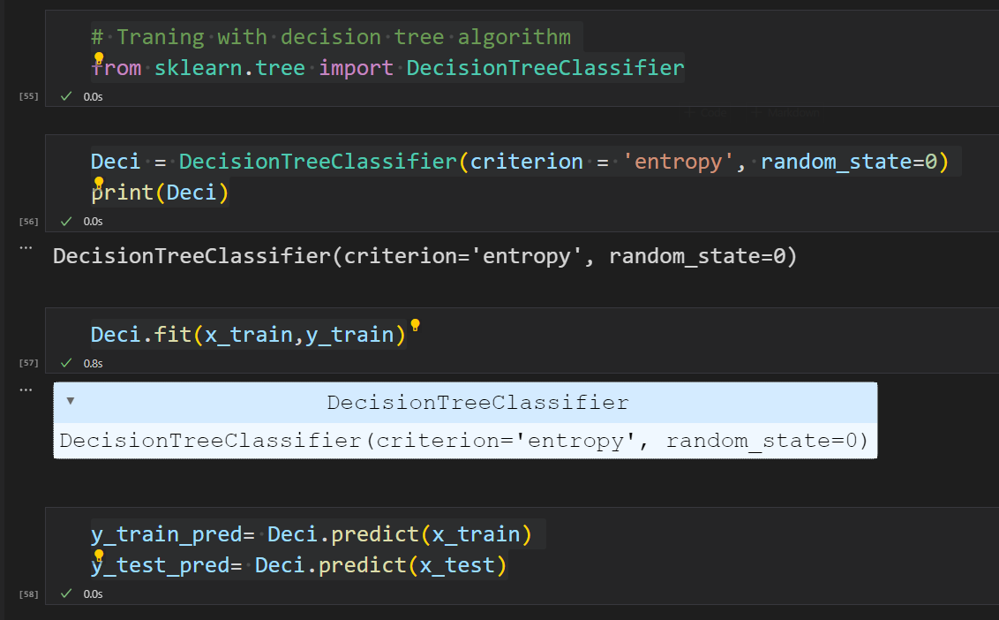 # Traning with decision tree algorithm
from sklearn.tree import DecisionTreeClassifier
[55] 0.0s
+ Code + Markdown
Deci = DecisionTreeClassifier(criterion = 'entropy', random_state=0)
print(Deci)
[56] 0.0s
... DecisionTreeClassifier(criterion='entropy', random_state=0)
Deci.fit(x_train,y_train)
[57] 0.8s
... DecisionTreeClassifier
DecisionTreeClassifier(criterion='entropy', random_state=0)
y_train_pred= Deci.predict(x_train)
y_test_pred= Deci.predict(x_test)
[58] 0.0s